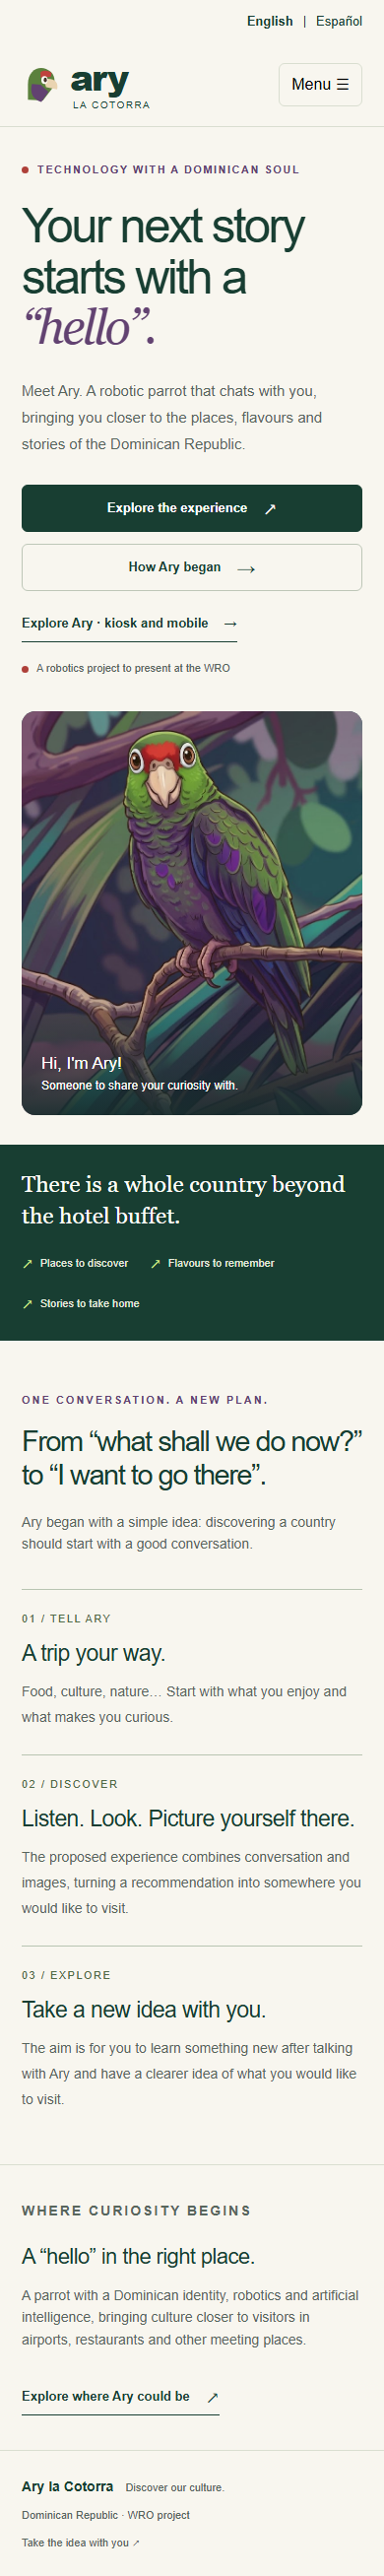 English | Español
ary
LA COTORRA
Menu ☰
TECHNOLOGY WITH A DOMINICAN SOUL
Your next story
starts with a
“hello”.
Meet Ary. A robotic parrot that chats with you,
bringing you closer to the places, flavours and
stories of the Dominican Republic.
Explore the experience ↗
How Ary began →
Explore Ary · kiosk and mobile →
A robotics project to present at the WRO
Hi, I'm Ary!
Someone to share your curiosity with.
There is a whole country beyond
the hotel buffet.
↗ Places to discover ↗ Flavours to remember
↗ Stories to take home
ONE CONVERSATION. A NEW PLAN.
From “what shall we do now?”
to “I want to go there”.
Ary began with a simple idea: discovering a country
should start with a good conversation.
01 / TELL ARY
A trip your way.
Food, culture, nature… Start with what you enjoy and
what makes you curious.
02 / DISCOVER
Listen. Look. Picture yourself there.
The proposed experience combines conversation and
images, turning a recommendation into somewhere you
would like to visit.
03 / EXPLORE
Take a new idea with you.
The aim is for you to learn something new after talking
with Ary and have a clearer idea of what you would like
to visit.
WHERE CURIOSITY BEGINS
A “hello” in the right place.
A parrot with a Dominican identity, robotics and artificial
intelligence, bringing culture closer to visitors in
airports, restaurants and other meeting places.
Explore where Ary could be ↗
Ary la Cotorra Discover our culture.
Dominican Republic · WRO project
Take the idea with you ↗